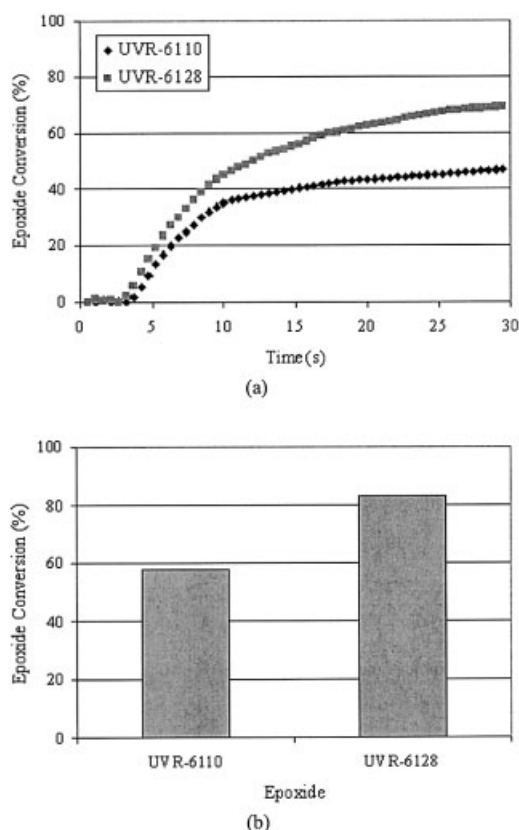 100
80
60
40
20
0
Epoxide Conversion (%)
UVR-6110
UVR-6128
0 5 10 15 20 25 30
Time (s)
(a)
100
80
60
40
20
0
Epoxide Conversion (%)
UVR-6110 UVR-6128
Epoxide
(b)